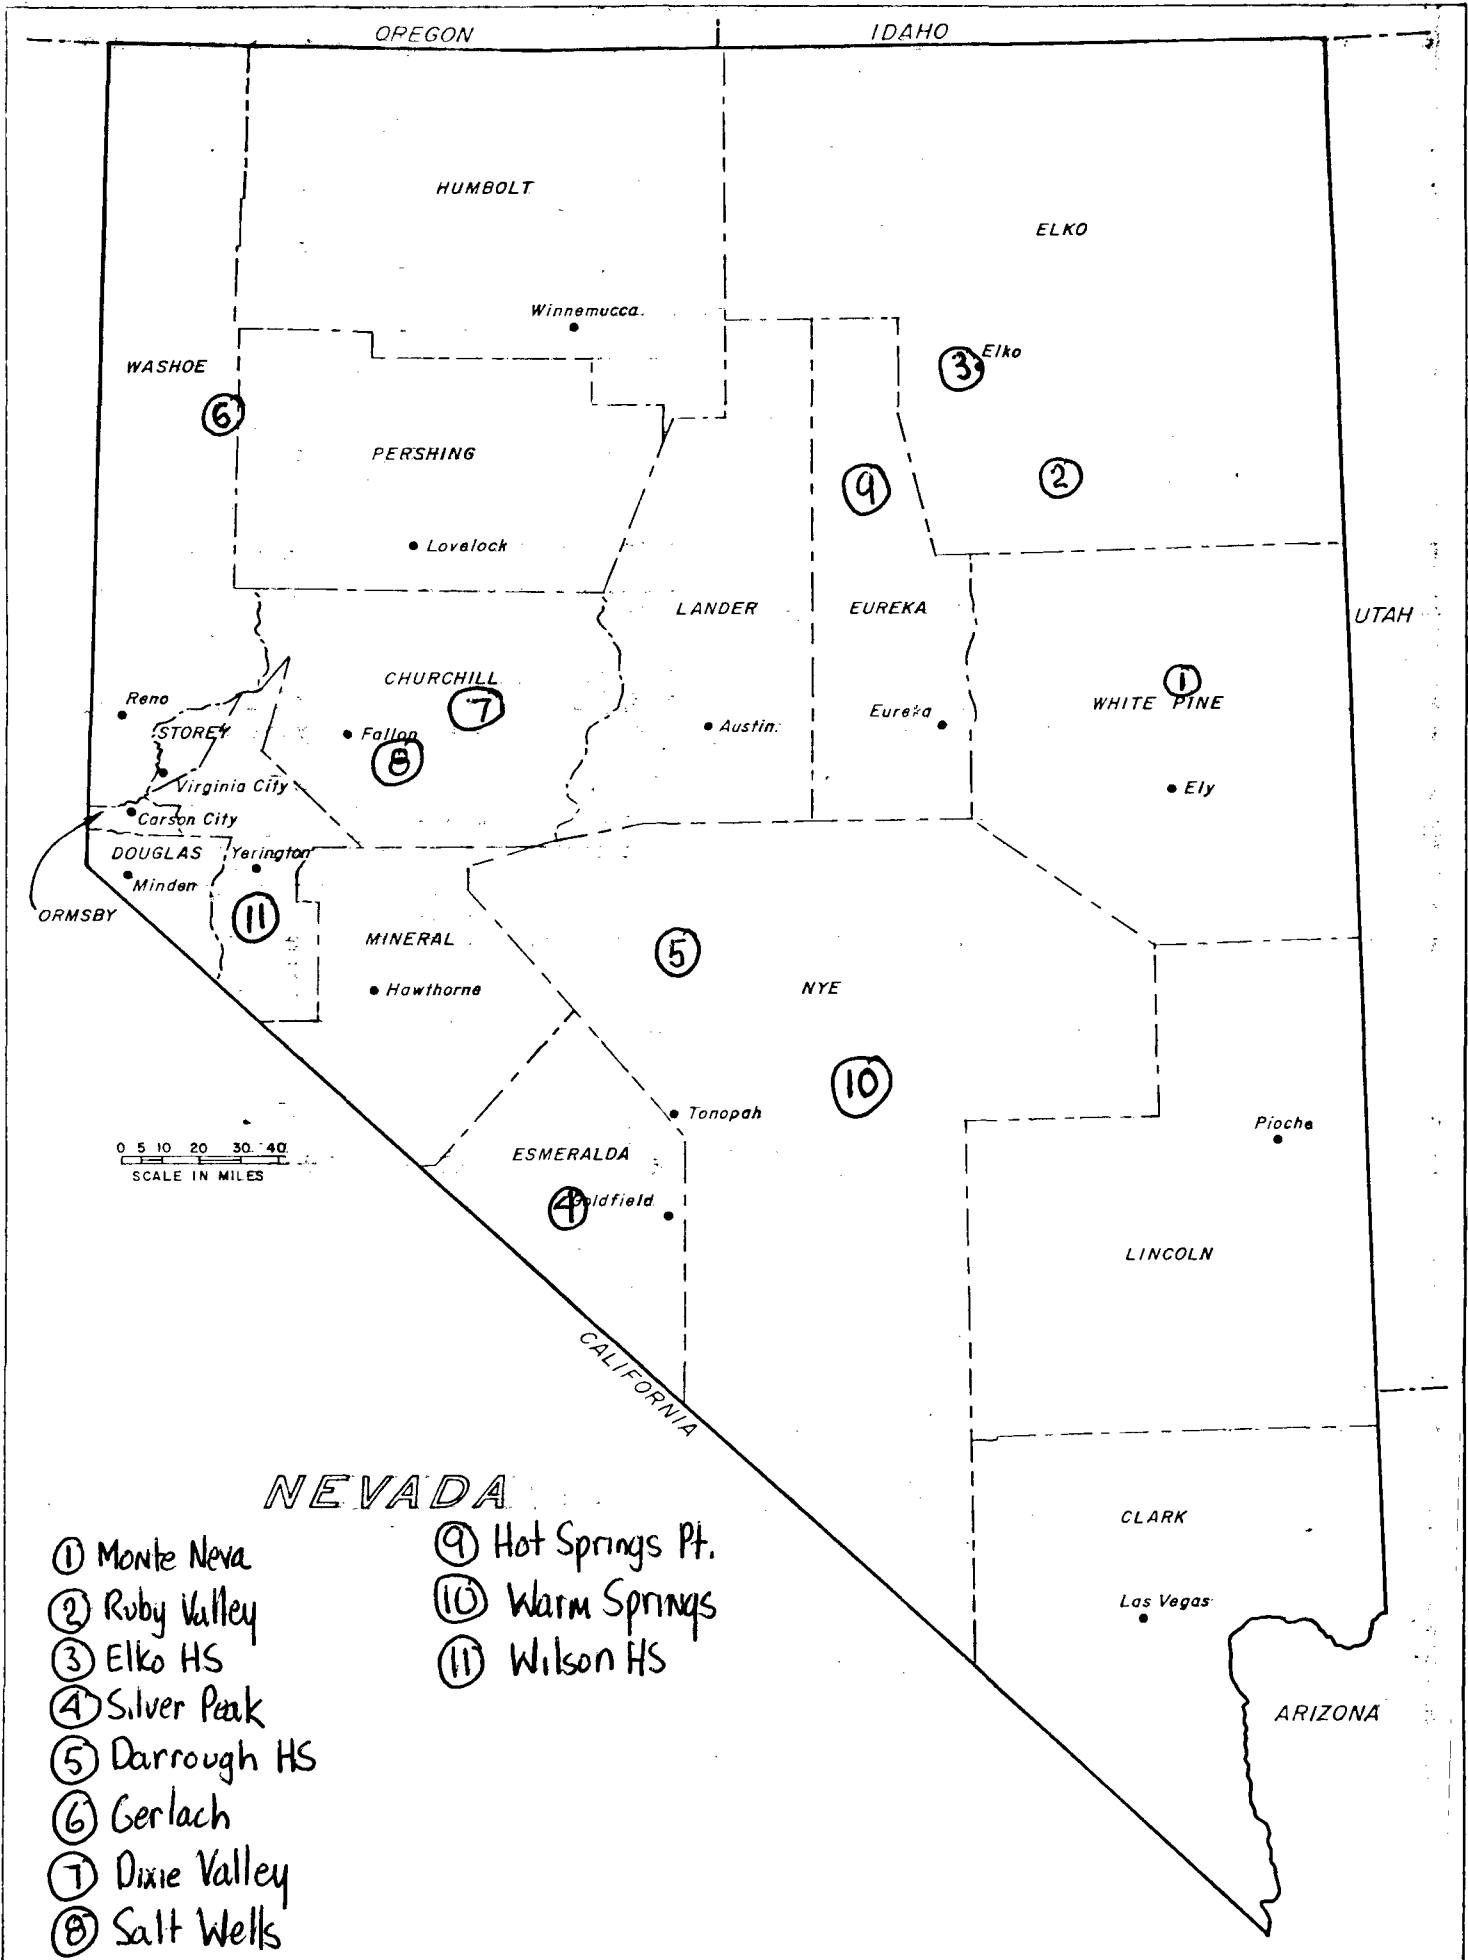 OREGON
IDAHO
HUMBOLT
ELKO
Winnemucca
WASHOE
③ Elko
⑥
PERSHING
⑨
②
Lovelock
LANDER
EUREKA
UTAH
CHURCHILL
①
WHITE PINE
Reno
⑦
STOREY
Fallon
⑧
Austin
Eureka
Virginia City
Ely
Carson City
DOUGLAS
Yerington
Minden
ORMSBY
⑪
MINERAL
⑤
Hawthorne
NYE
⑩
Tonopah
Pioche
0 5 10 20 30 40
SCALE IN MILES
ESMERALDA
④ Goldfield
LINCOLN
CALIFORNIA
NEVADA
CLARK
Las Vegas
ARIZONA
① Monte Neva
② Ruby Valley
③ Elko HS
④ Silver Peak
⑤ Darrough HS
⑥ Gerlach
⑦ Dixie Valley
⑧ Salt Wells
⑨ Hot Springs Pt.
⑩ Warm Springs
⑪ Wilson HS